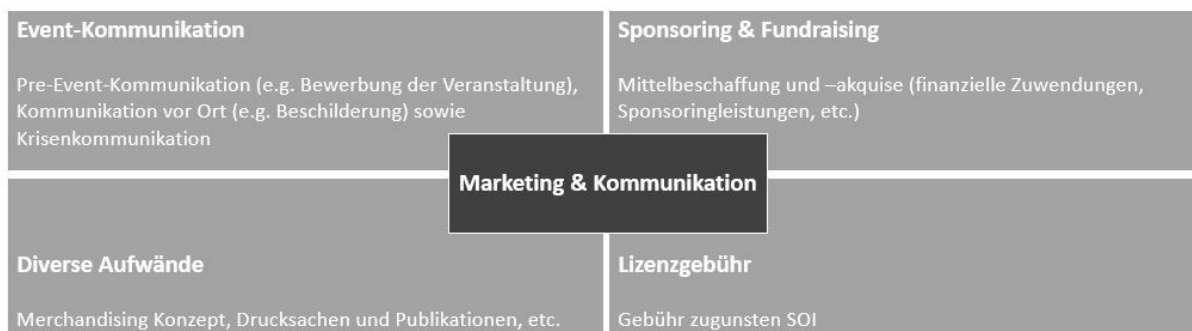 Event-Kommunikation
Pre-Event-Kommunikation (e.g. Bewerbung der Veranstaltung),
Kommunikation vor Ort (e.g. Beschilderung) sowie
Krisenkommunikation
Sponsoring & Fundraising
Mittelbeschaffung und –akquise (finanzielle Zuwendungen,
Sponsoringleistungen, etc.)
Marketing & Kommunikation
Diverse Aufwände
Merchandising Konzept, Drucksachen und Publikationen, etc.
Lizenzgebühr
Gebühr zugunsten SOI